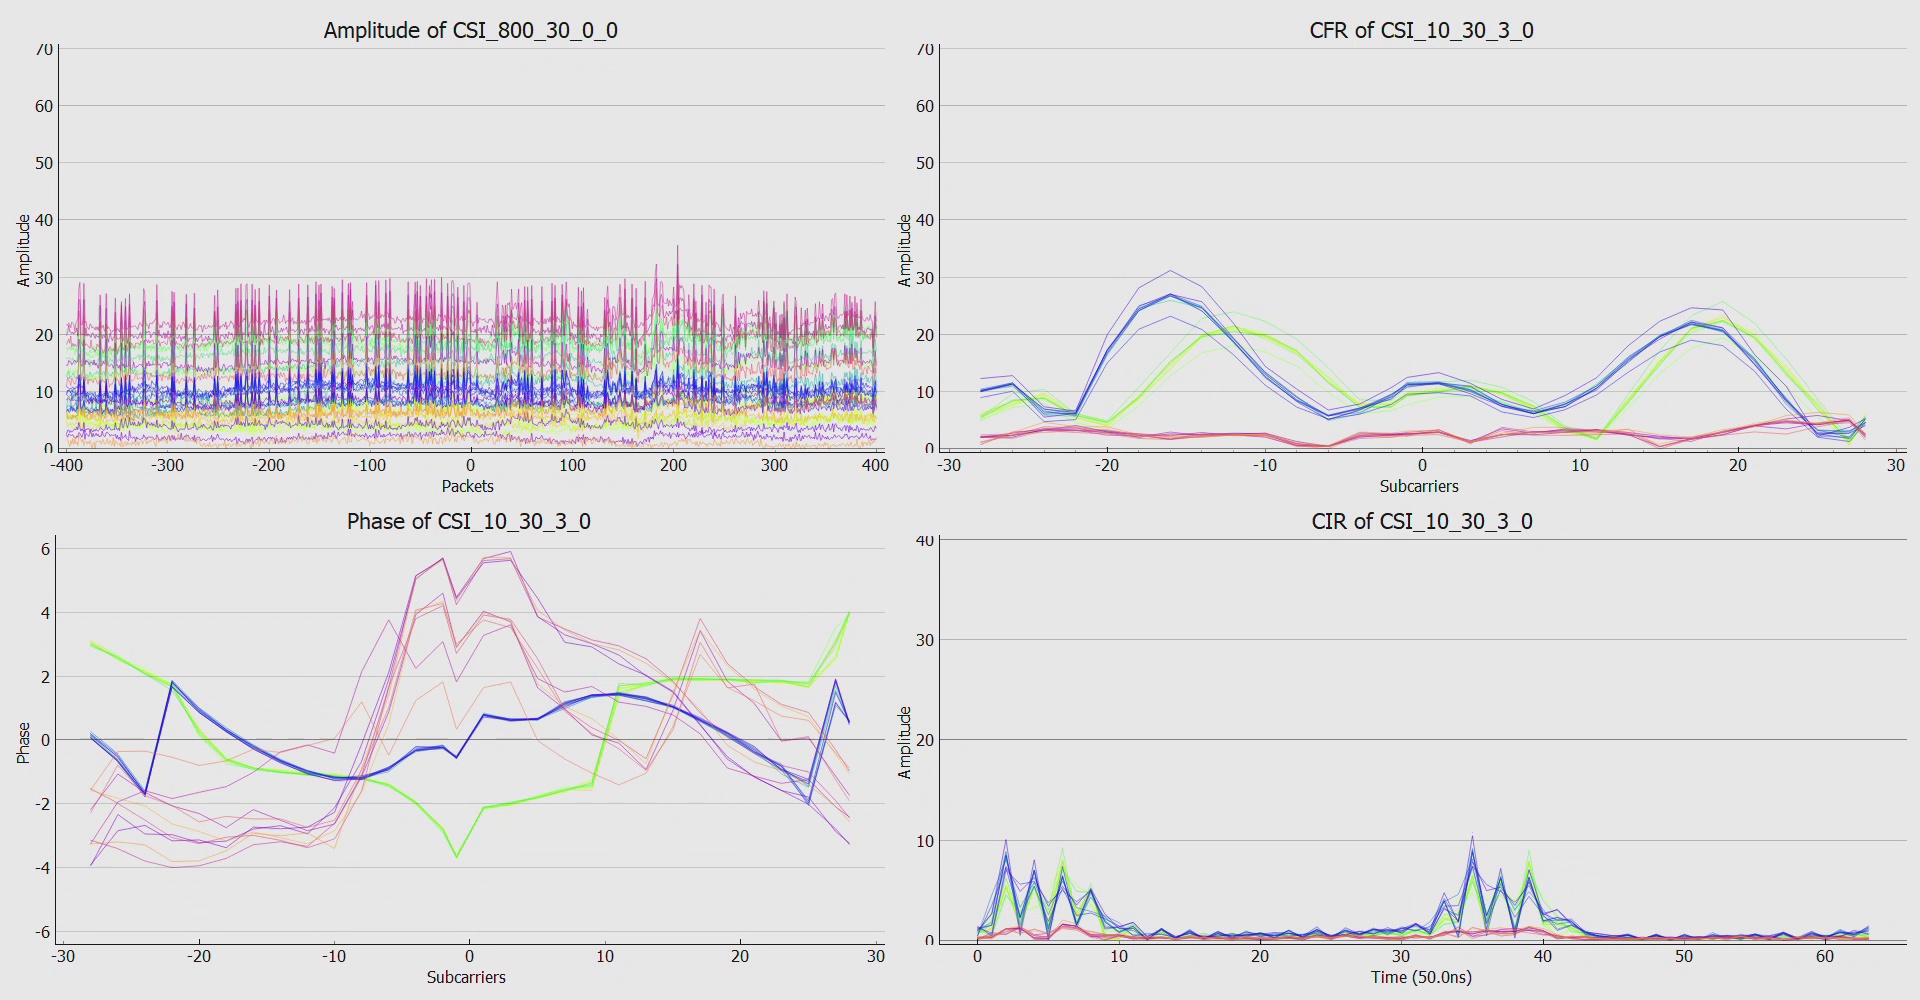 Amplitude of CSI_800_30_0_0
70
60
50
40
30
20
10
0
Amplitude
-400 -300 -200 -100 0 100 200 300 400
Packets
CFR of CSI_10_30_3_0
70
60
50
40
30
20
10
0
Amplitude
-30 -20 -10 0 10 20 30
Subcarriers
Phase of CSI_10_30_3_0
6
4
2
0
-2
-4
-6
Phase
-30 -20 -10 0 10 20 30
Subcarriers
CIR of CSI_10_30_3_0
40
30
20
10
0
Amplitude
0 10 20 30 40 50 60
Time (50.0ns)